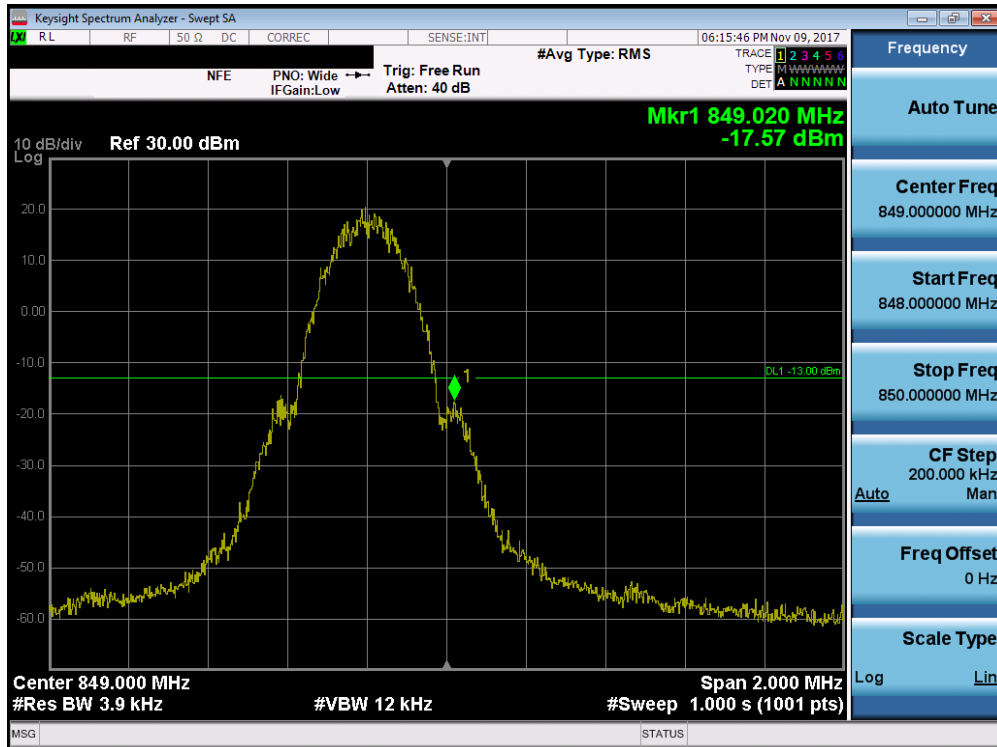 Keysight Spectrum Analyzer - Swept SA
LXI RL RF 50 Ω DC CORREC SENSE:INT 06:15:46 PM Nov 09, 2017
#Avg Type: RMS
TRACE 1 2 3 4 5 6
TYPE M WWWWW
DET A N N N N N
NFE PNO: Wide Trig: Free Run
IFGain:Low Atten: 40 dB
Mkr1 849.020 MHz
-17.57 dBm
10 dB/div Ref 30.00 dBm
Log
20.0
10.0
0.00
-10.0
-20.0
-30.0
-40.0
-50.0
-60.0
1
DL1 -13.00 dBm
Center 849.000 MHz Span 2.000 MHz
#Res BW 3.9 kHz #VBW 12 kHz #Sweep 1.000 s (1001 pts)
MSG STATUS
Frequency
Auto Tune
Center Freq
849.000000 MHz
Start Freq
848.000000 MHz
Stop Freq
850.000000 MHz
CF Step
200.000 kHz
Auto Man
Freq Offset
0 Hz
Scale Type
Log Lin